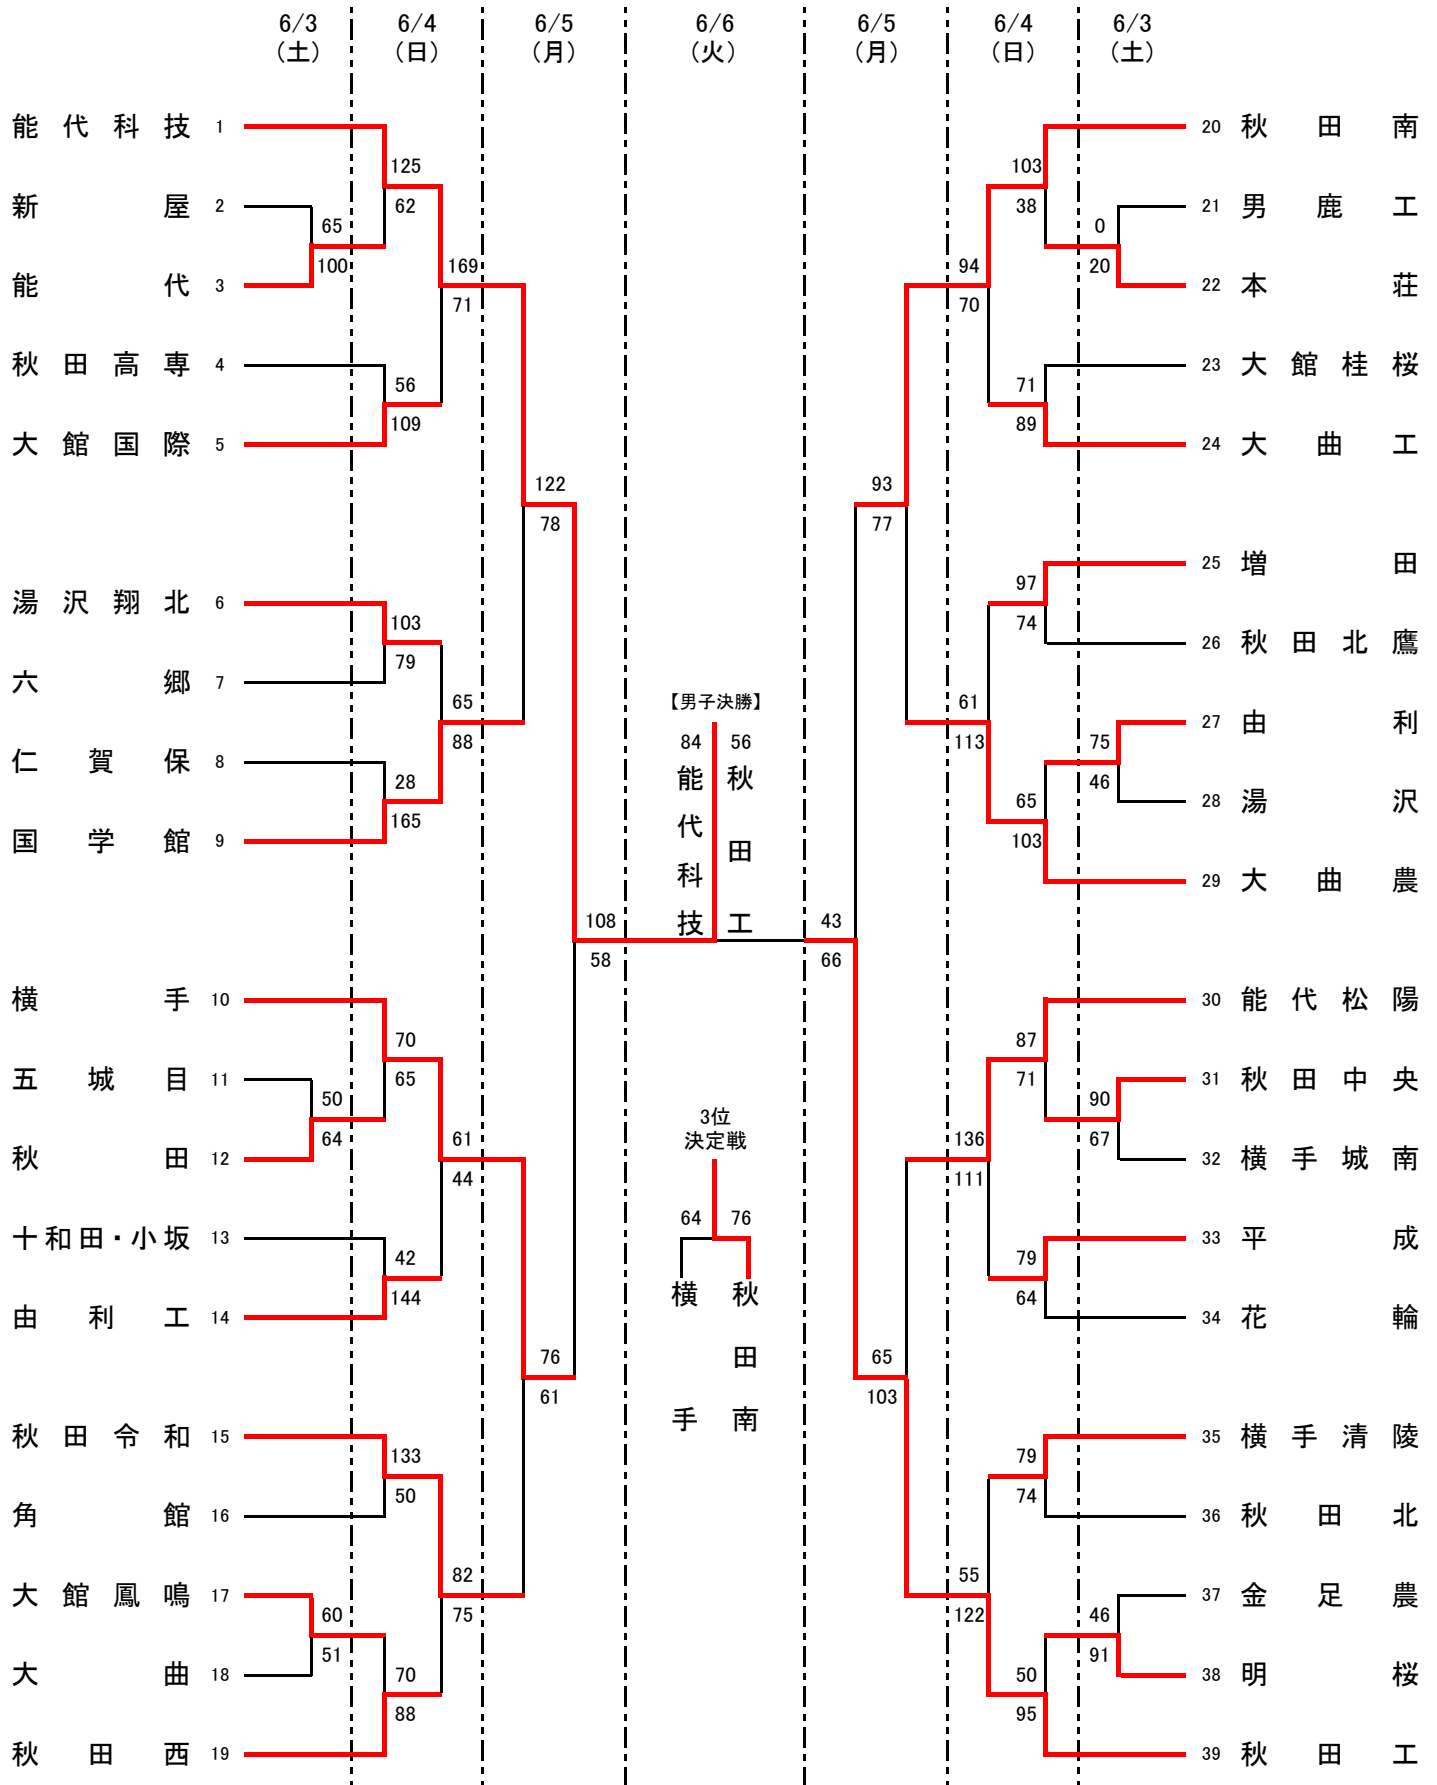 6/3 6/4 6/5 6/6 6/5 6/4 6/3
(土) (日) (月) (火) (月) (日) (土)
能代科技 1
125
新屋 2
62
65
100
能代 3
169
71
秋田高専 4
56
109
大館国際 5
122
78
湯沢翔北 6
103
79
六郷 7
65
88
仁賀保 8
28
165
国学館 9
108
58
横手 10
70
65
五城目 11
50
64
秋田 12
61
44
十和田・小坂 13
42
144
由利工 14
76
61
秋田令和 15
133
50
角館 16
82
75
大館鳳鳴 17
60
51
大曲 18
70
88
秋田西 19
【男子決勝】
84 56
能代科技
秋田工
3位
決定戦
64 76
横手
秋田南
20 秋田南
103
38
21 男鹿工
0
20
22 本荘
94
70
23 大館桂桜
71
89
24 大曲工
93
77
25 増田
97
74
26 秋田北鷹
61
113
27 由利
75
46
28 湯沢
65
103
29 大曲農
43
66
30 能代松陽
87
71
31 秋田中央
90
67
32 横手城南
136
111
33 平成
79
64
34 花輪
65
103
35 横手清陵
79
74
36 秋田北
55
122
37 金足農
46
91
38 明桜
50
95
39 秋田工